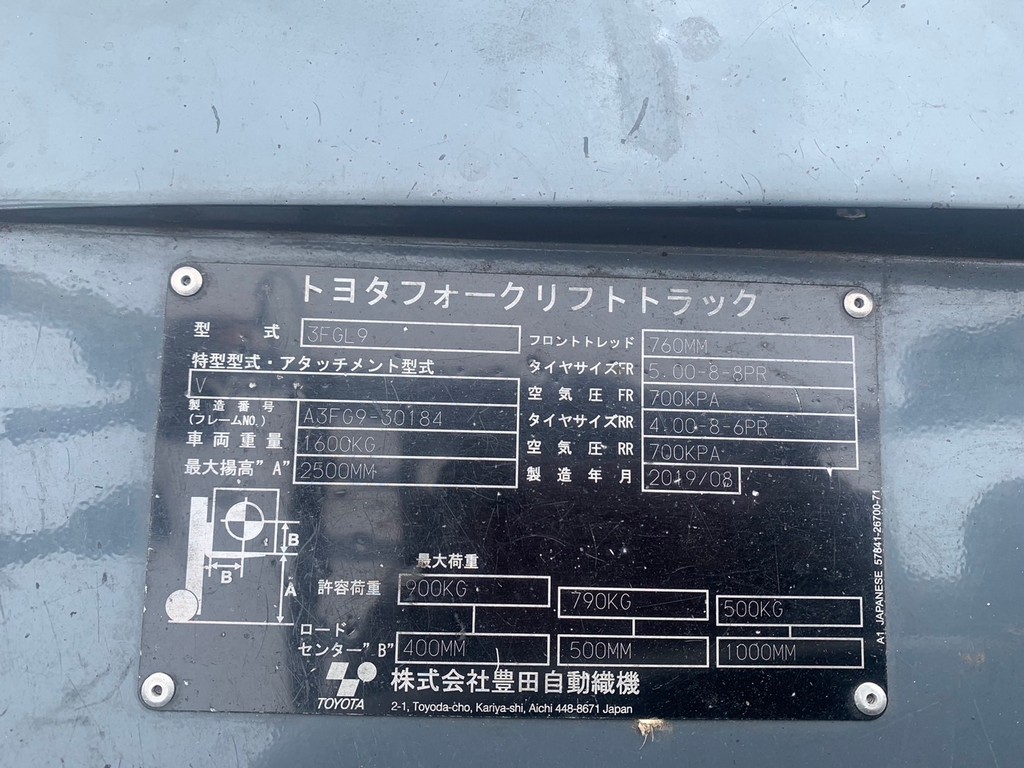 トヨタフォークリフトトラック
型 式 3FGL9
特型型式・アタッチメント型式
V
製造番号
(フレームNO.) A3FG9-30184
車両重量 1600KG
最大揚高"A" 2500MM
フロントトレッド 760MM
タイヤサイズFR 5.00-8-8PR
空気圧 FR 700KPA
タイヤサイズRR 4.00-8-6PR
空気圧 RR 700KPA
製造年月 2019/08
B
B
A
最大荷重
許容荷重 900KG 790KG 500KG
ロード
センター"B" 400MM 500MM 1000MM
TOYOTA
株式会社豊田自動織機
2-1, Toyoda-cho, Kariya-shi, Aichi 448-8671 Japan
A1 JAPANESE 57841-26700-71